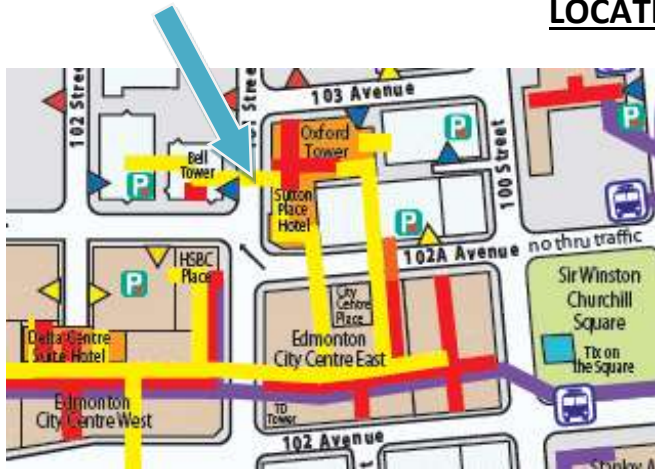 LOCATI
103 Avenue
102 Street
Stree
Oxford
Tower
P
Bell
Tower
P
P
100 Street
Sutton
Place
Hotel
P
102A Avenue
no thru traffic
HSBC
Place
P
Sir Winston
Churchill
Square
City
Centre
Place
Edmonton
City Centre East
Delta Centre
Suite Hotel
Tix on
the Square
Edmonton
City Centre West
TD
Tower
102 Avenue
Stanley A